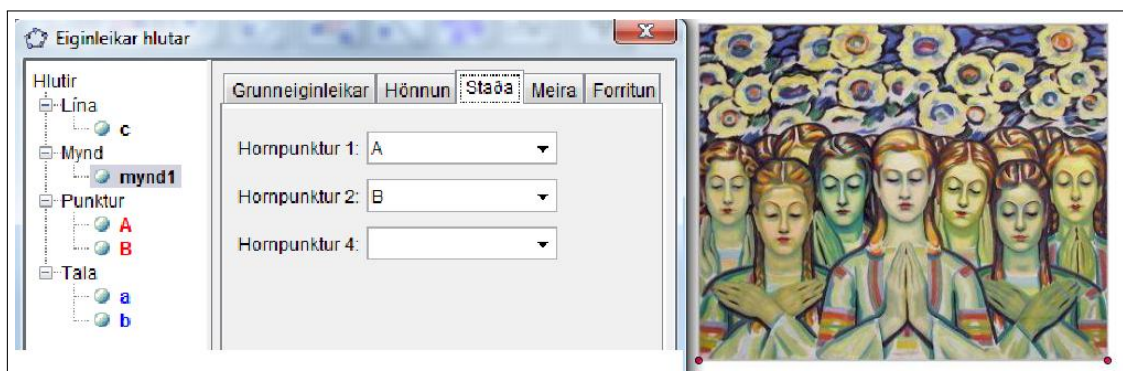 Eiginleikar hlutar
Hlutir
Lína
c
Mynd
mynd1
Punktur
A
B
Tala
a
b
Grunneiginleikar Hönnun Staða Meira Forritun
Hornpunktur 1: A
Hornpunktur 2: B
Hornpunktur 4: